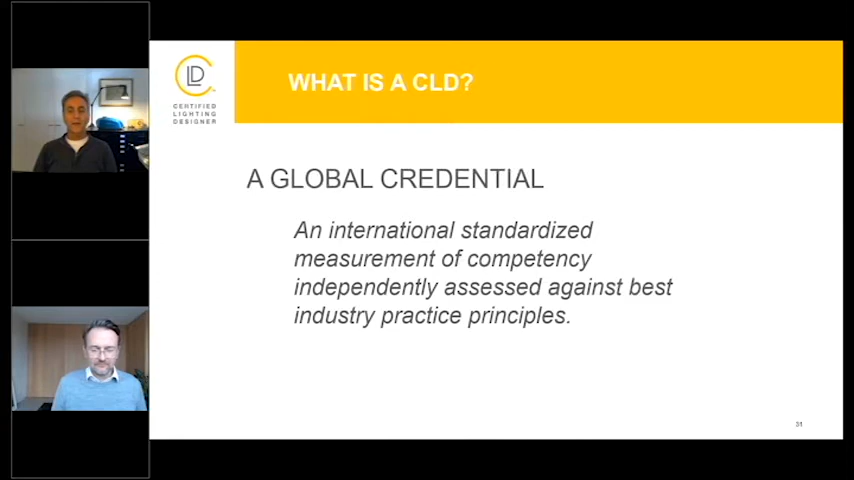 CLD
CERTIFIED
LIGHTING
DESIGNER
WHAT IS A CLD?
A GLOBAL CREDENTIAL
An international standardized
measurement of competency
independently assessed against best
industry practice principles.
31